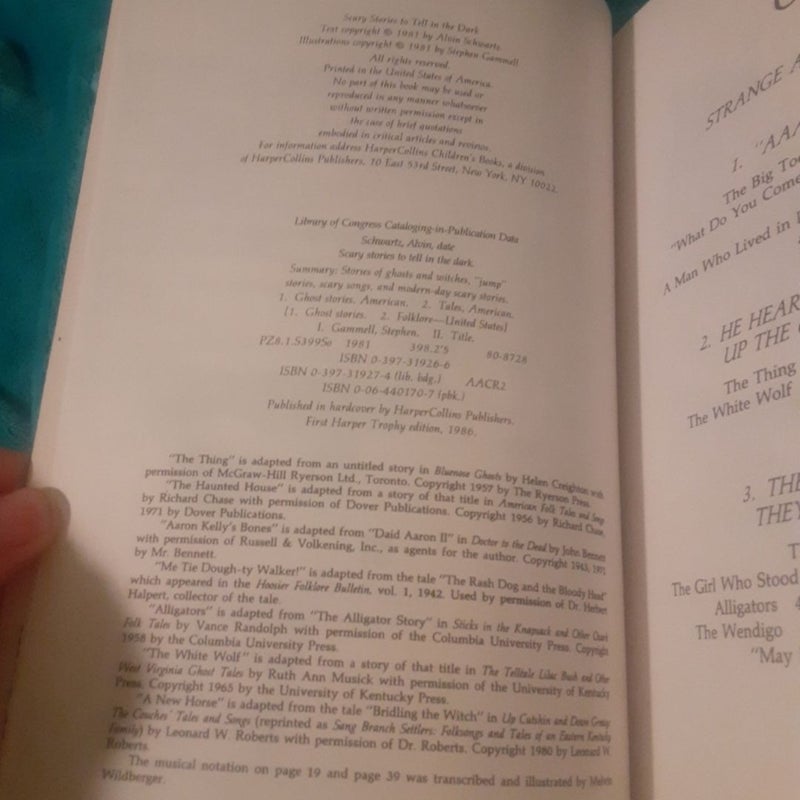 Scary Stories to Tell in the Dark
Text copyright © 1981 by Alvin Schwartz
Illustrations copyright © 1981 by Stephen Gammell
All rights reserved.
Printed in the United States of America.
No part of this book may be used or
reproduced in any manner whatsoever
without written permission except in
the case of brief quotations
embodied in critical articles and reviews.
For information address HarperCollins Children's Books, a division
of HarperCollins Publishers, 10 East 53rd Street, New York, NY 10022.
Library of Congress Cataloging-in-Publication Data
Schwartz, Alvin, date
Scary stories to tell in the dark.
Summary: Stories of ghosts and witches, "jump"
stories, scary songs, and modern-day scary stories.
1. Ghost stories, American. 2. Tales, American.
[1. Ghost stories. 2. Folklore—United States]
I. Gammell, Stephen. II. Title.
PZ8.1.S399Sc 1981 398.2'5 80-8728
ISBN 0-397-31926-6
ISBN 0-397-31927-4 (lib. bdg.) AACR2
ISBN 0-06-440170-7 (pbk.)
Published in hardcover by HarperCollins Publishers.
First Harper Trophy edition, 1986.
"The Thing" is adapted from an untitled story in Bluenose Ghosts by Helen Creighton with
permission of McGraw-Hill Ryerson Ltd., Toronto. Copyright 1957 by The Ryerson Press.
"The Haunted House" is adapted from a story of that title in American Folk Tales and Songs
by Richard Chase with permission of Dover Publications. Copyright 1956 by Richard Chase,
1971 by Dover Publications.
"Aaron Kelly's Bones" is adapted from "Daid Aaron II" in Doctor to the Dead by John Bennett
with permission of Russell & Volkening, Inc., as agents for the author. Copyright 1943, 1971
by Mr. Bennett.
"Me Tie Dough-ty Walker!" is adapted from the tale "The Rash Dog and the Bloody Head"
which appeared in the Hoosier Folklore Bulletin, vol. 1, 1942. Used by permission of Dr. Herbert
Halpert, collector of the tale.
"Alligators" is adapted from "The Alligator Story" in Sticks in the Knapsack and Other Ozark
Folk Tales by Vance Randolph with permission of the Columbia University Press. Copyright
1958 by the Columbia University Press.
"The White Wolf" is adapted from a story of that title in The Telltale Lilac Bush and Other
West Virginia Ghost Tales by Ruth Ann Musick with permission of the University of Kentucky
Press. Copyright 1965 by the University of Kentucky Press.
"A New Horse" is adapted from the tale "Bridling the Witch" in Up Cutshin and Down Greasy:
The Couches' Tales and Songs (reprinted as Sang Branch Settlers: Folksongs and Tales of an Eastern Kentucky
Family) by Leonard W. Roberts with permission of Dr. Roberts. Copyright 1980 by Leonard W.
Roberts.
The musical notation on page 19 and page 39 was transcribed and illustrated by Melvin
Wildberger.
STRANGE A
1. "AAA
The Big Toe
"What Do You Come
A Man Who Lived in
2. HE HEAR
UP THE
The Thing
The White Wolf
3. THE
THEY
The Girl Who Stood
Alligators 4
The Wendigo
"May